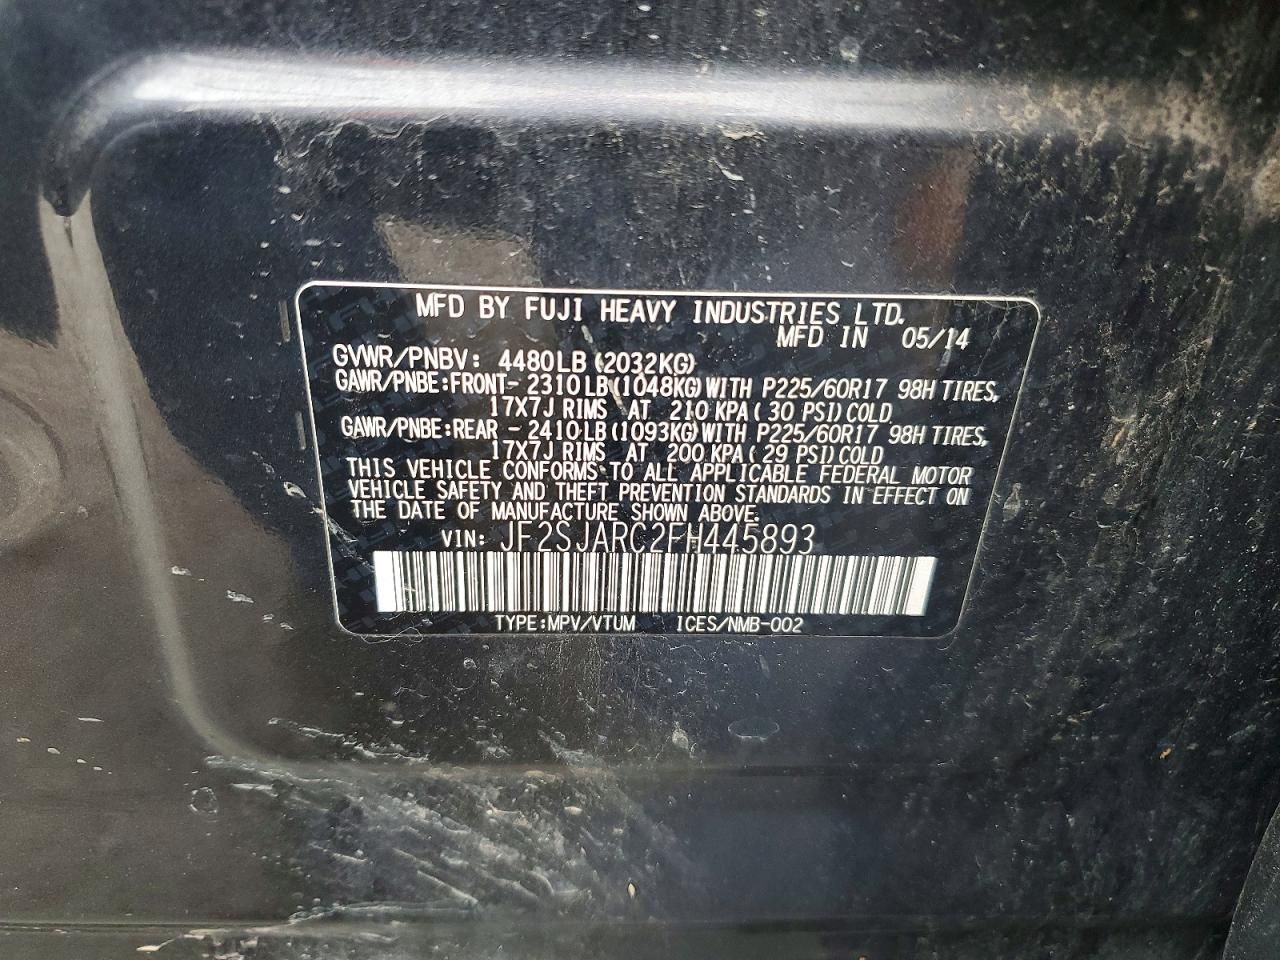 MFD BY FUJI HEAVY INDUSTRIES LTD.
MFD IN 05/14
GVWR/PNBV: 4480LB (2032KG)
GAWR/PNBE:FRONT- 2310LB(1048KG)WITH P225/60R17 98H TIRES,
17X7J RIMS AT 210 KPA( 30 PSI)COLD
GAWR/PNBE:REAR - 2410LB(1093KG)WITH P225/60R17 98H TIRES,
17X7J RIMS AT 200 KPA( 29 PSI)COLD
THIS VEHICLE CONFORMS TO ALL APPLICABLE FEDERAL MOTOR
VEHICLE SAFETY AND THEFT PREVENTION STANDARDS IN EFFECT ON
THE DATE OF MANUFACTURE SHOWN ABOVE.
VIN: JF2SJARC2FH445893
TYPE:MPV/VTUM ICES/NMB-002